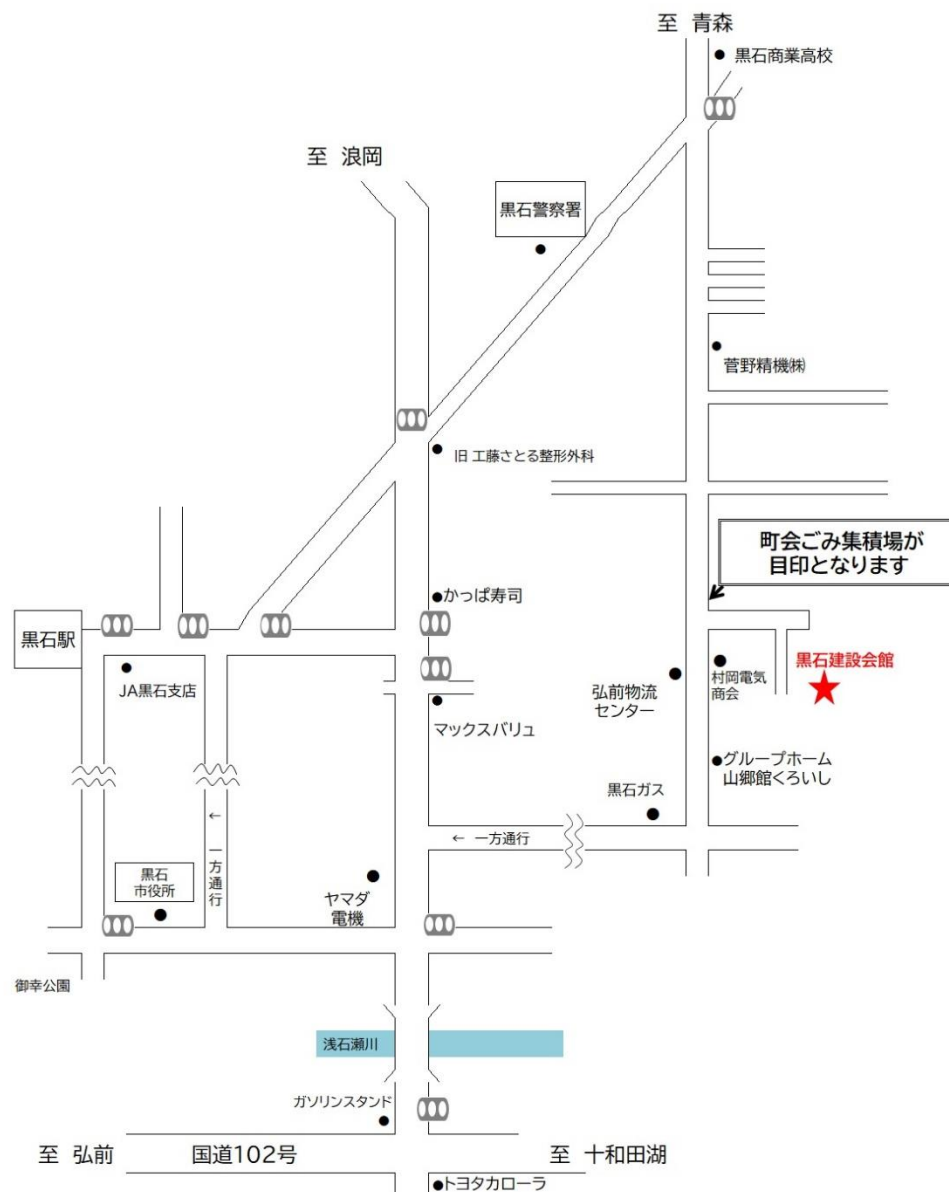 至 青森
黒石商業高校
至 浪岡
黒石警察署
菅野精機㈱
旧 工藤さとる整形外科
町会ごみ集積場が
目印となります
かっぱ寿司
黒石駅
JA黒石支店
マックスバリュ
弘前物流
センター
村岡電気
商会
黒石建設会館
グループホーム
山郷館くろいし
黒石ガス
← 一方通行
← 一方通行
黒石
市役所
ヤマダ
電機
御幸公園
浅石瀬川
ガソリンスタンド
至 弘前
国道102号
至 十和田湖
トヨタカローラ